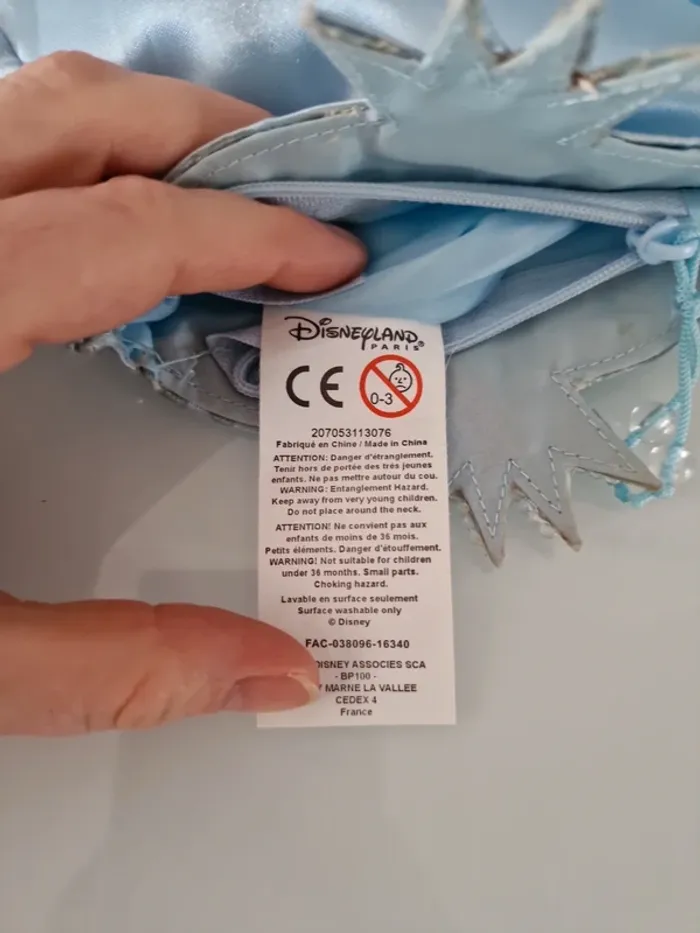 Disneyland
PARIS®
CE
0-3
207053113076
Fabriqué en Chine / Made in China
ATTENTION: Danger d'étranglement.
Tenir hors de portée des très jeunes
enfants. Ne pas mettre autour du cou.
WARNING: Entanglement Hazard.
Keep away from very young children.
Do not place around the neck.
ATTENTION! Ne convient pas aux
enfants de moins de 36 mois.
Petits éléments. Danger d'étouffement.
WARNING! Not suitable for children
under 36 months. Small parts.
Choking hazard.
Lavable en surface seulement
Surface washable only
© Disney
FAC-038096-16340
DISNEY ASSOCIES SCA
- BP100 -
MARNE LA VALLEE
CEDEX 4
France